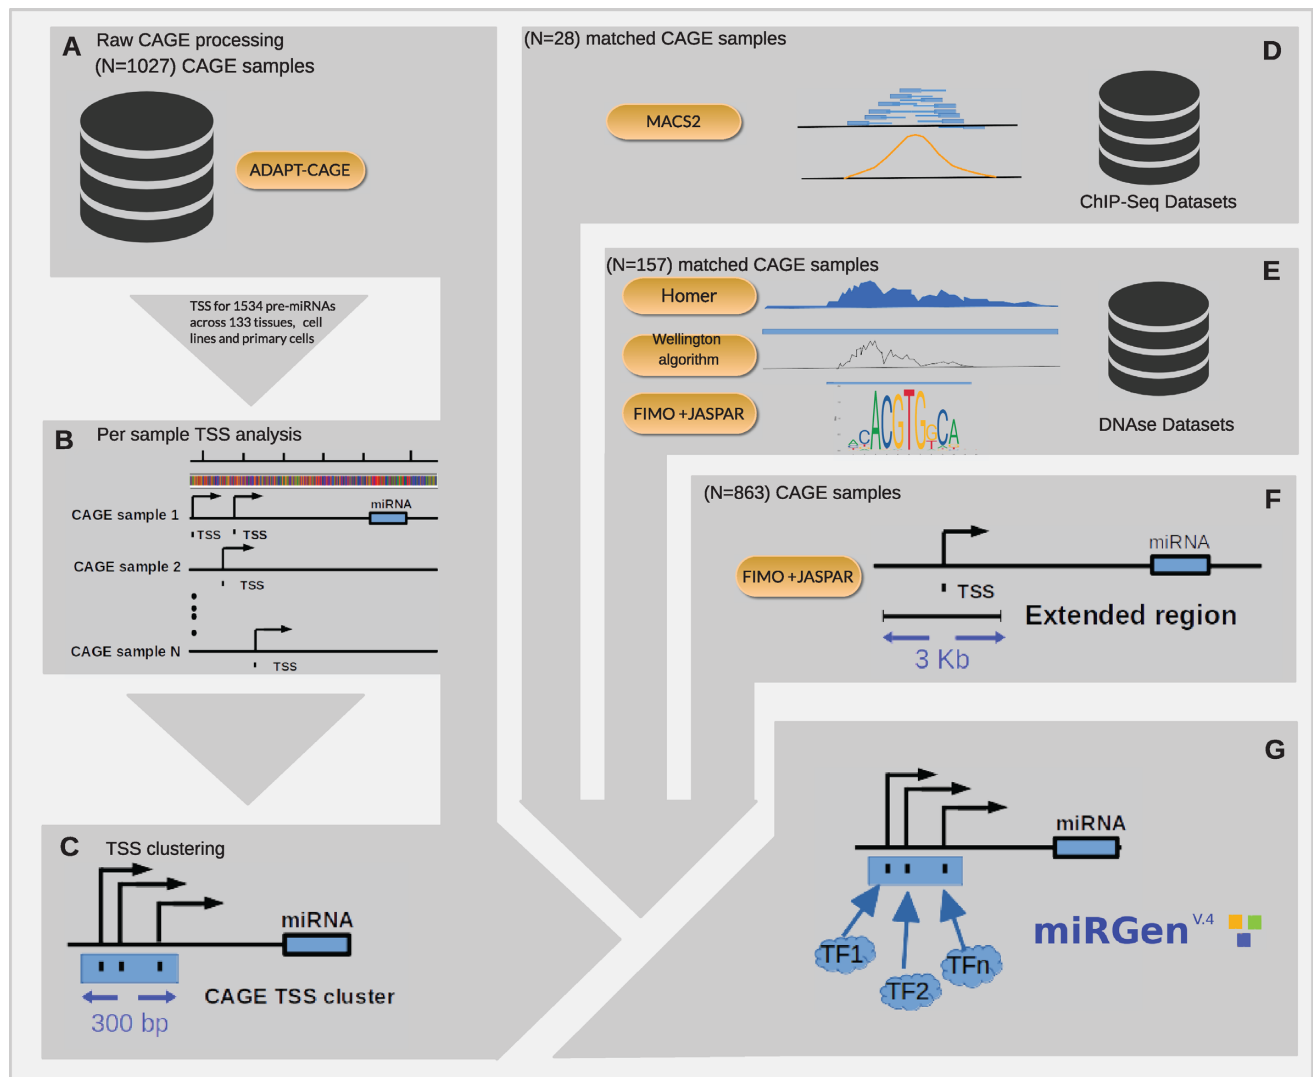 A
Raw CAGE processing
(N=1027) CAGE samples
ADAPT-CAGE
TSS for 1534 pre-miRNAs
across 133 tissues, cell
lines and primary cells
B
Per sample TSS analysis
miRNA
CAGE sample 1
TSS
TSS
CAGE sample 2
TSS
CAGE sample N
TSS
C
TSS clustering
miRNA
CAGE TSS cluster
300 bp
(N=28) matched CAGE samples
D
MACS2
ChIP-Seq Datasets
(N=157) matched CAGE samples
E
Homer
Wellington
algorithm
FIMO +JASPAR
ACGTG
CA
DNAse Datasets
(N=863) CAGE samples
F
miRNA
FIMO +JASPAR
TSS
Extended region
3 Kb
G
miRNA
TF1
TF2
TFn
miRGen V.4